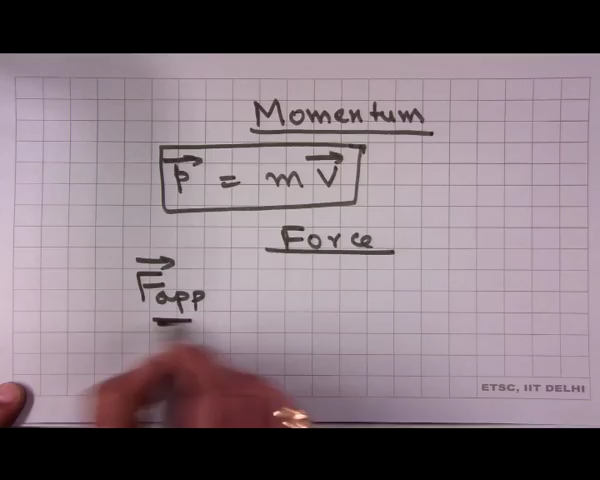 Momentum
p = m v
Force
Fapp
ETSC, IIT DELHI